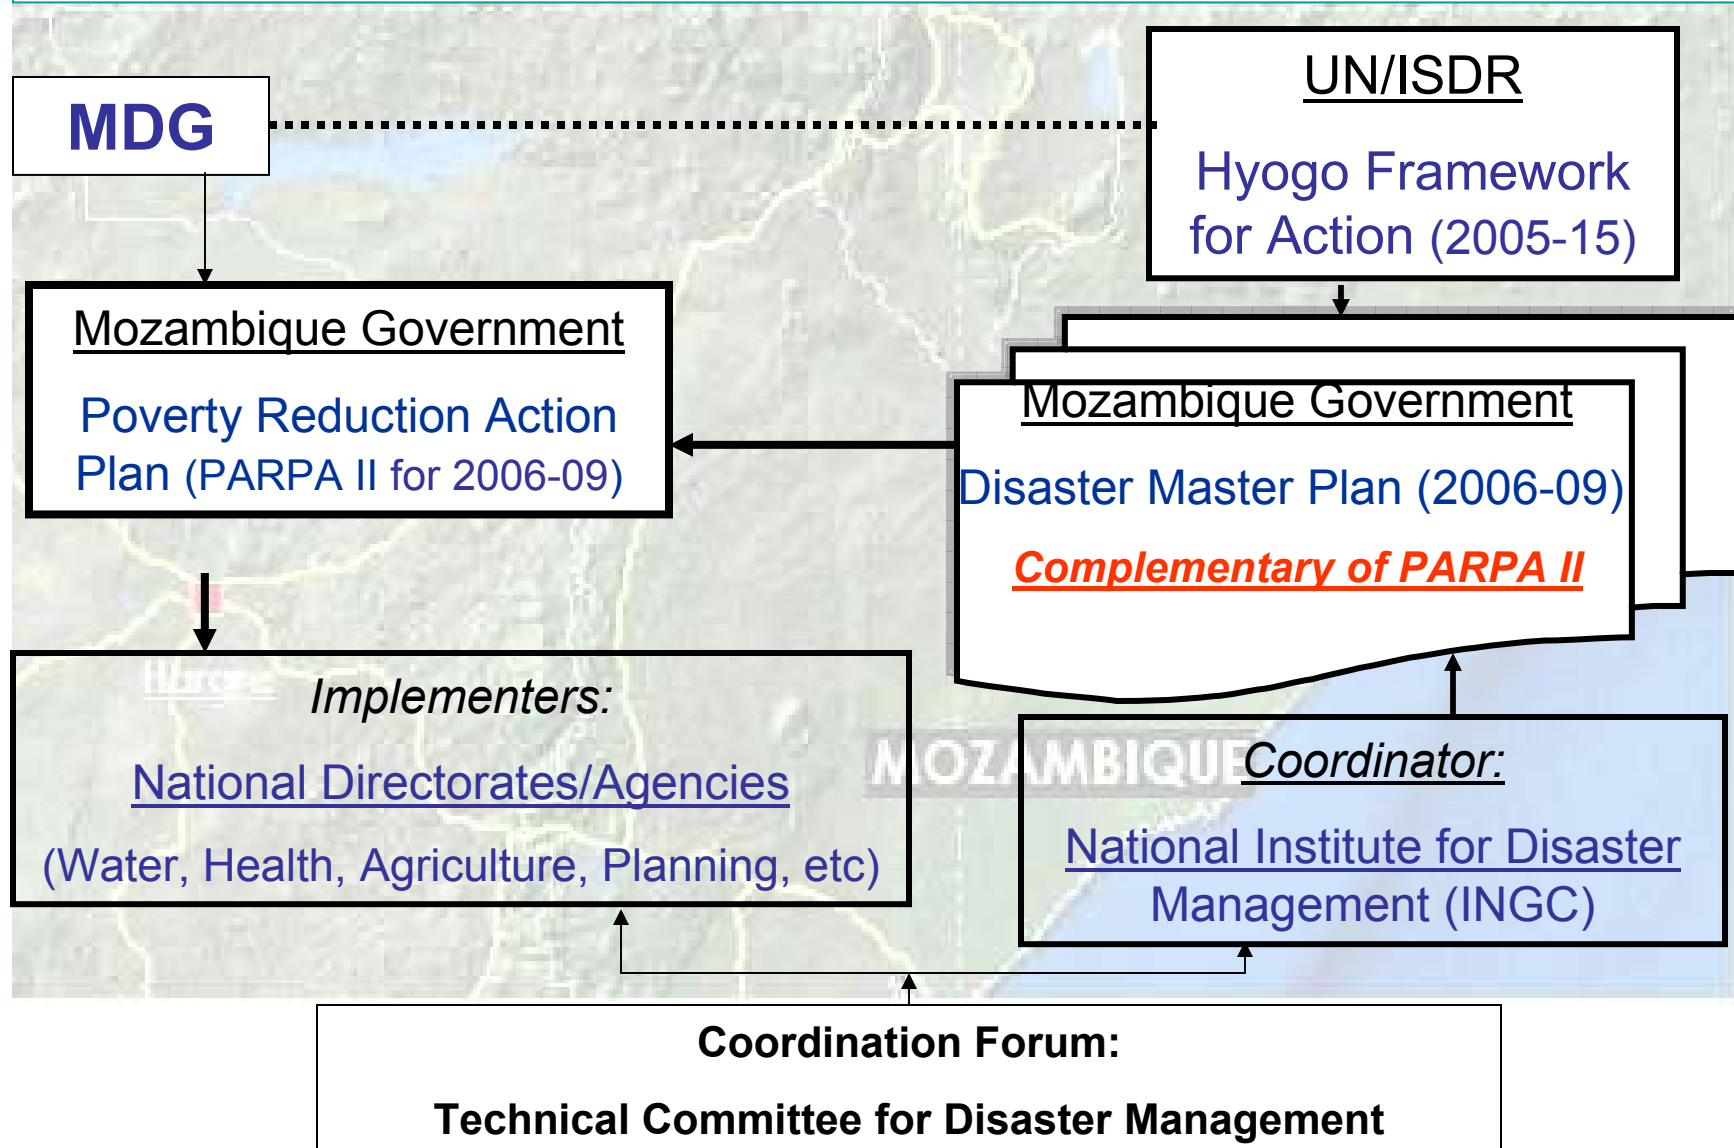 MDG
UN/ISDR
Hyogo Framework
for Action (2005-15)
Mozambique Government
Poverty Reduction Action
Plan (PARPA II for 2006-09)
Mozambique Government
Disaster Master Plan (2006-09)
Complementary of PARPA II
Implementers:
National Directorates/Agencies
(Water, Health, Agriculture, Planning, etc)
MOZAMBIQUE
Coordinator:
National Institute for Disaster
Management (INGC)
Coordination Forum:
Technical Committee for Disaster Management